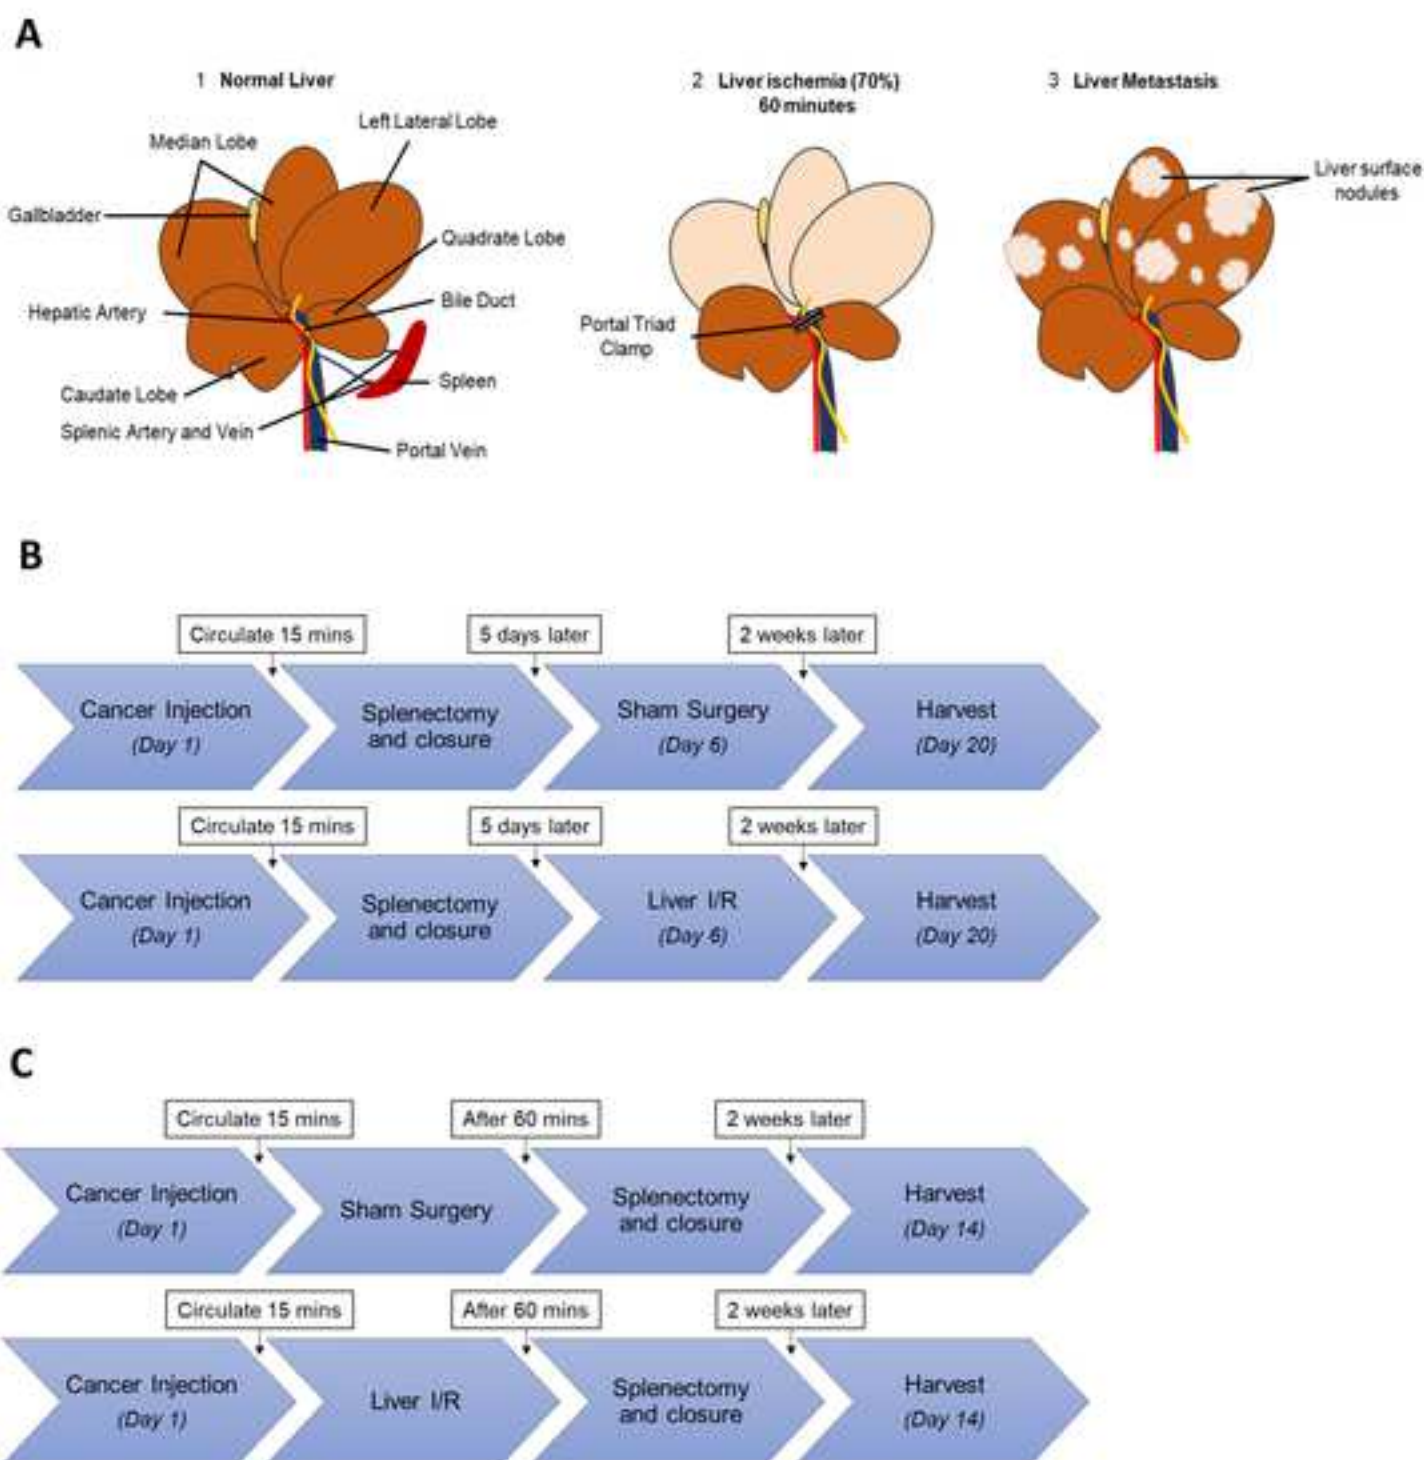 A
1 Normal Liver
Median Lobe
Left Lateral Lobe
Gallbladder
Quadrate Lobe
Hepatic Artery
Bile Duct
Caudate Lobe
Spleen
Splenic Artery and Vein
Portal Vein
2 Liver ischemia (70%)
60 minutes
Portal Triad
Clamp
3 Liver Metastasis
Liver surface
nodules
B
Circulate 15 mins
5 days later
2 weeks later
Cancer Injection
(Day 1)
Splenectomy
and closure
Sham Surgery
(Day 6)
Harvest
(Day 20)
Circulate 15 mins
5 days later
2 weeks later
Cancer Injection
(Day 1)
Splenectomy
and closure
Liver I/R
(Day 6)
Harvest
(Day 20)
C
Circulate 15 mins
After 60 mins
2 weeks later
Cancer Injection
(Day 1)
Sham Surgery
Splenectomy
and closure
Harvest
(Day 14)
Circulate 15 mins
After 60 mins
2 weeks later
Cancer Injection
(Day 1)
Liver I/R
Splenectomy
and closure
Harvest
(Day 14)